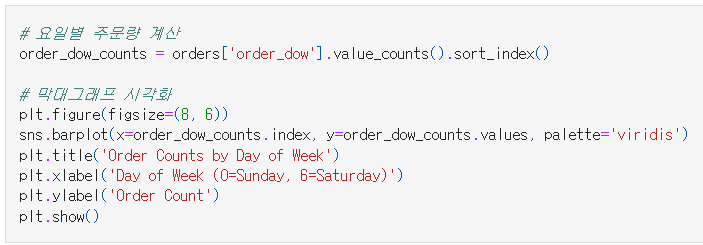 # 요일별 주문량 계산
order_dow_counts = orders['order_dow'].value_counts().sort_index()
# 막대그래프 시각화
plt.figure(figsize=(8, 6))
sns.barplot(x=order_dow_counts.index, y=order_dow_counts.values, palette='viridis')
plt.title('Order Counts by Day of Week')
plt.xlabel('Day of Week (0=Sunday, 6=Saturday)')
plt.ylabel('Order Count')
plt.show()